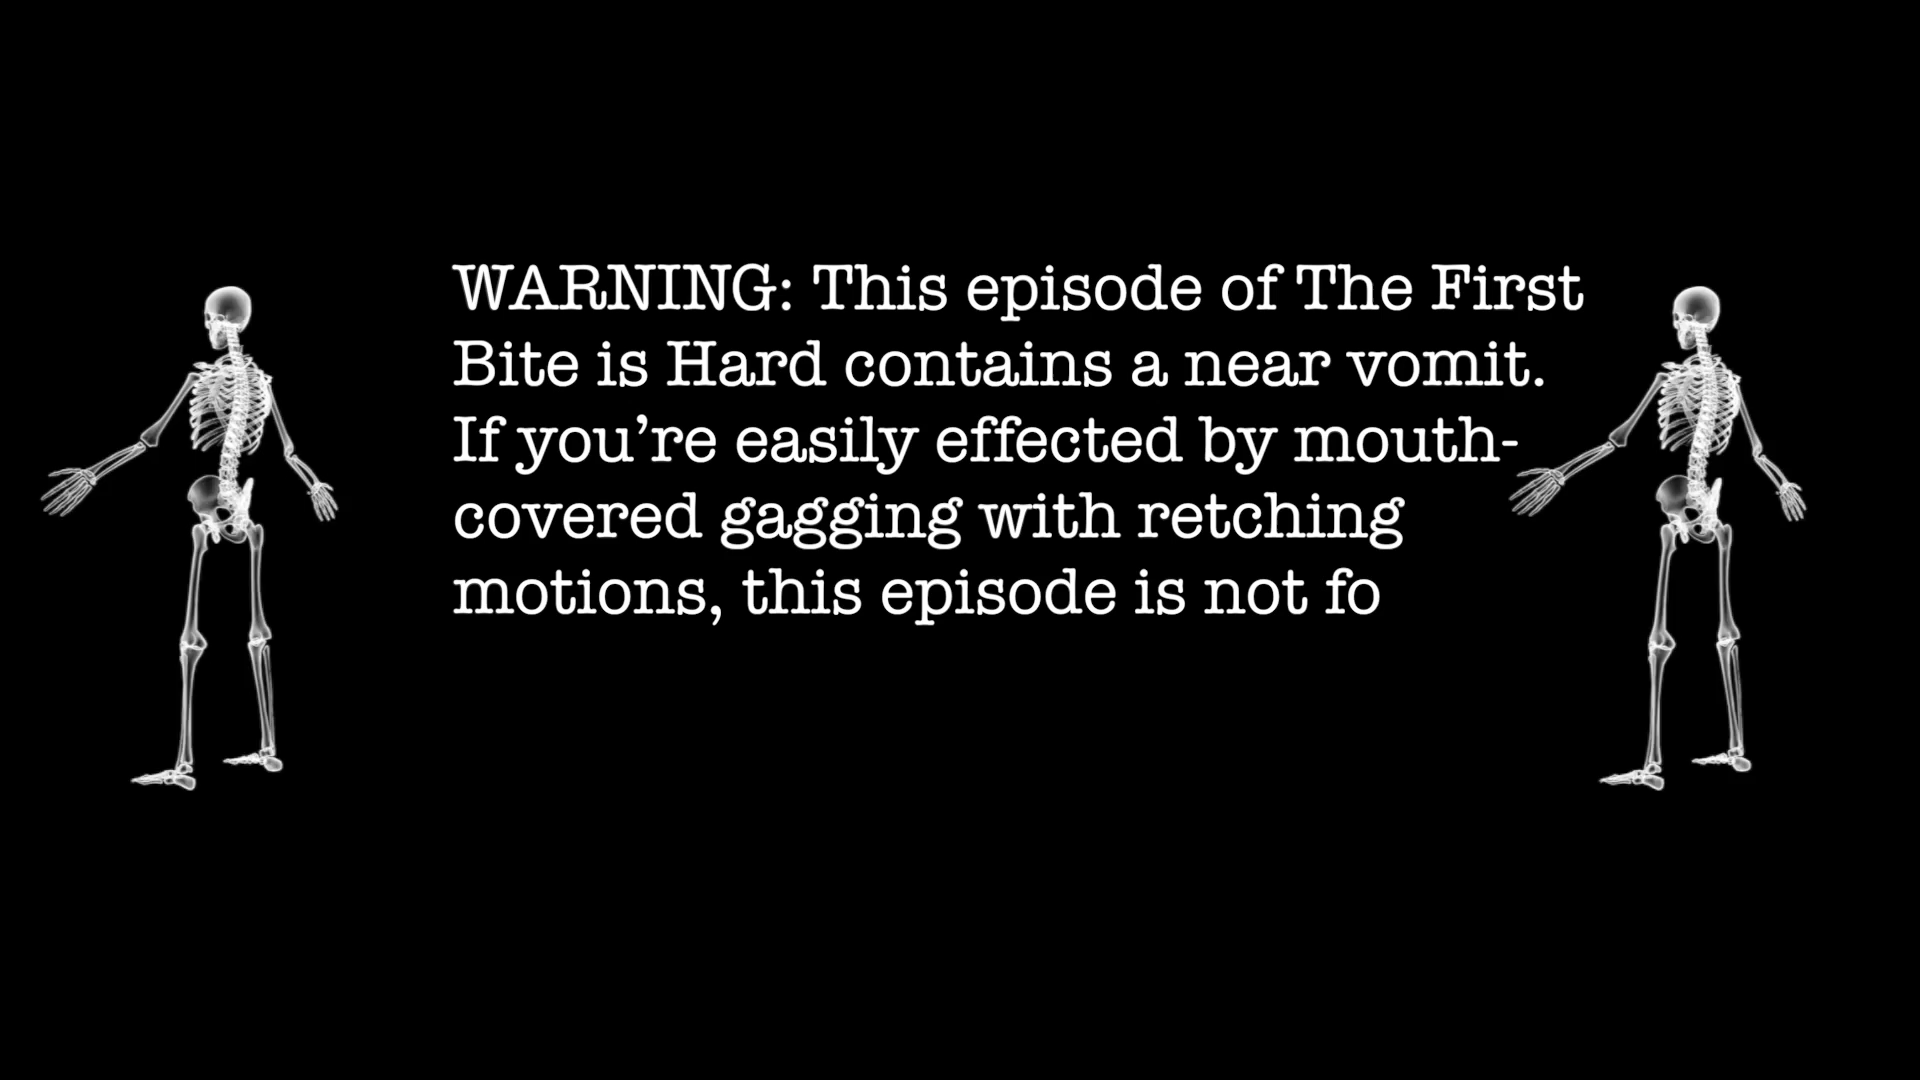 WARNING: This episode of The First
Bite is Hard contains a near vomit.
If you’re easily effected by mouth-
covered gagging with retching
motions, this episode is not fo